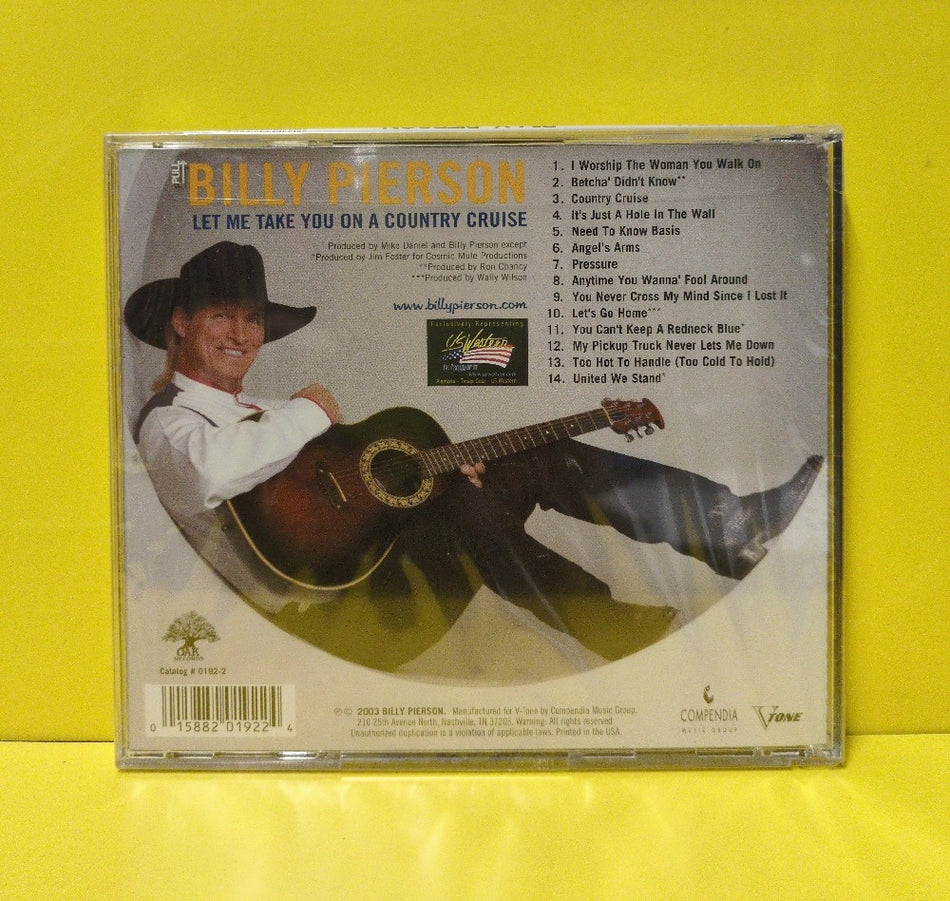 PULL
BILLY PIERSON
LET ME TAKE YOU ON A COUNTRY CRUISE
Produced by Mike Daniel and Billy Pierson except
*Produced by Jim Foster for Cosmic Mule Productions
**Produced by Ron Chancy
***Produced by Wally Wilson
www.billypierson.com
Exclusively Representing
US Western
1. I Worship The Woman You Walk On
2. Betcha' Didn't Know**
3. Country Cruise
4. It's Just A Hole In The Wall
5. Need To Know Basis
6. Angel's Arms
7. Pressure
8. Anytime You Wanna' Fool Around
9. You Never Cross My Mind Since I Lost It
10. Let's Go Home***
11. You Can't Keep A Redneck Blue*
12. My Pickup Truck Never Lets Me Down
13. Too Hot To Handle (Too Cold To Hold)
14. United We Stand*
OAK
RECORDS
Catalog # 0192-2
0 15882 01922 4
℗ © 2003 BILLY PIERSON. Manufactured for V-Tone by Compendia Music Group,
210 25th Avenue North, Nashville, TN 37203. Warning: All rights reserved.
Unauthorized duplication is a violation of applicable laws. Printed in the USA.
COMPENDIA
MUSIC GROUP
V TONE